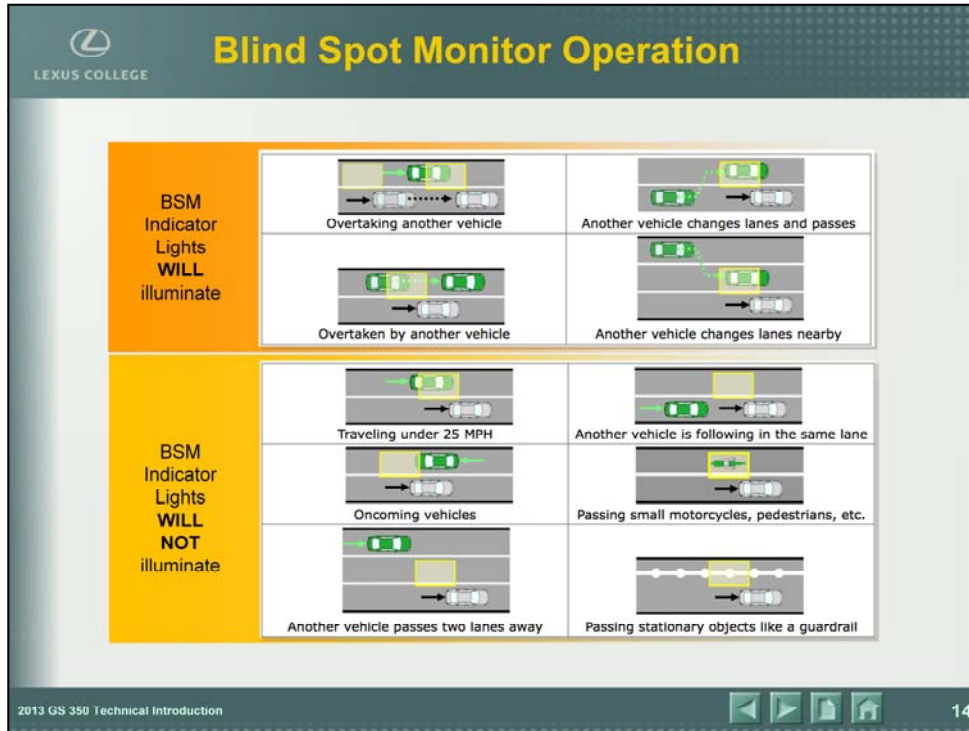 LEXUS COLLEGE
Blind Spot Monitor Operation
BSM
Indicator
Lights
WILL
illuminate
Overtaking another vehicle
Another vehicle changes lanes and passes
Overtaken by another vehicle
Another vehicle changes lanes nearby
BSM
Indicator
Lights
WILL
NOT
illuminate
Traveling under 25 MPH
Another vehicle is following in the same lane
Oncoming vehicles
Passing small motorcycles, pedestrians, etc.
Another vehicle passes two lanes away
Passing stationary objects like a guardrail
2013 GS 350 Technical Introduction
14